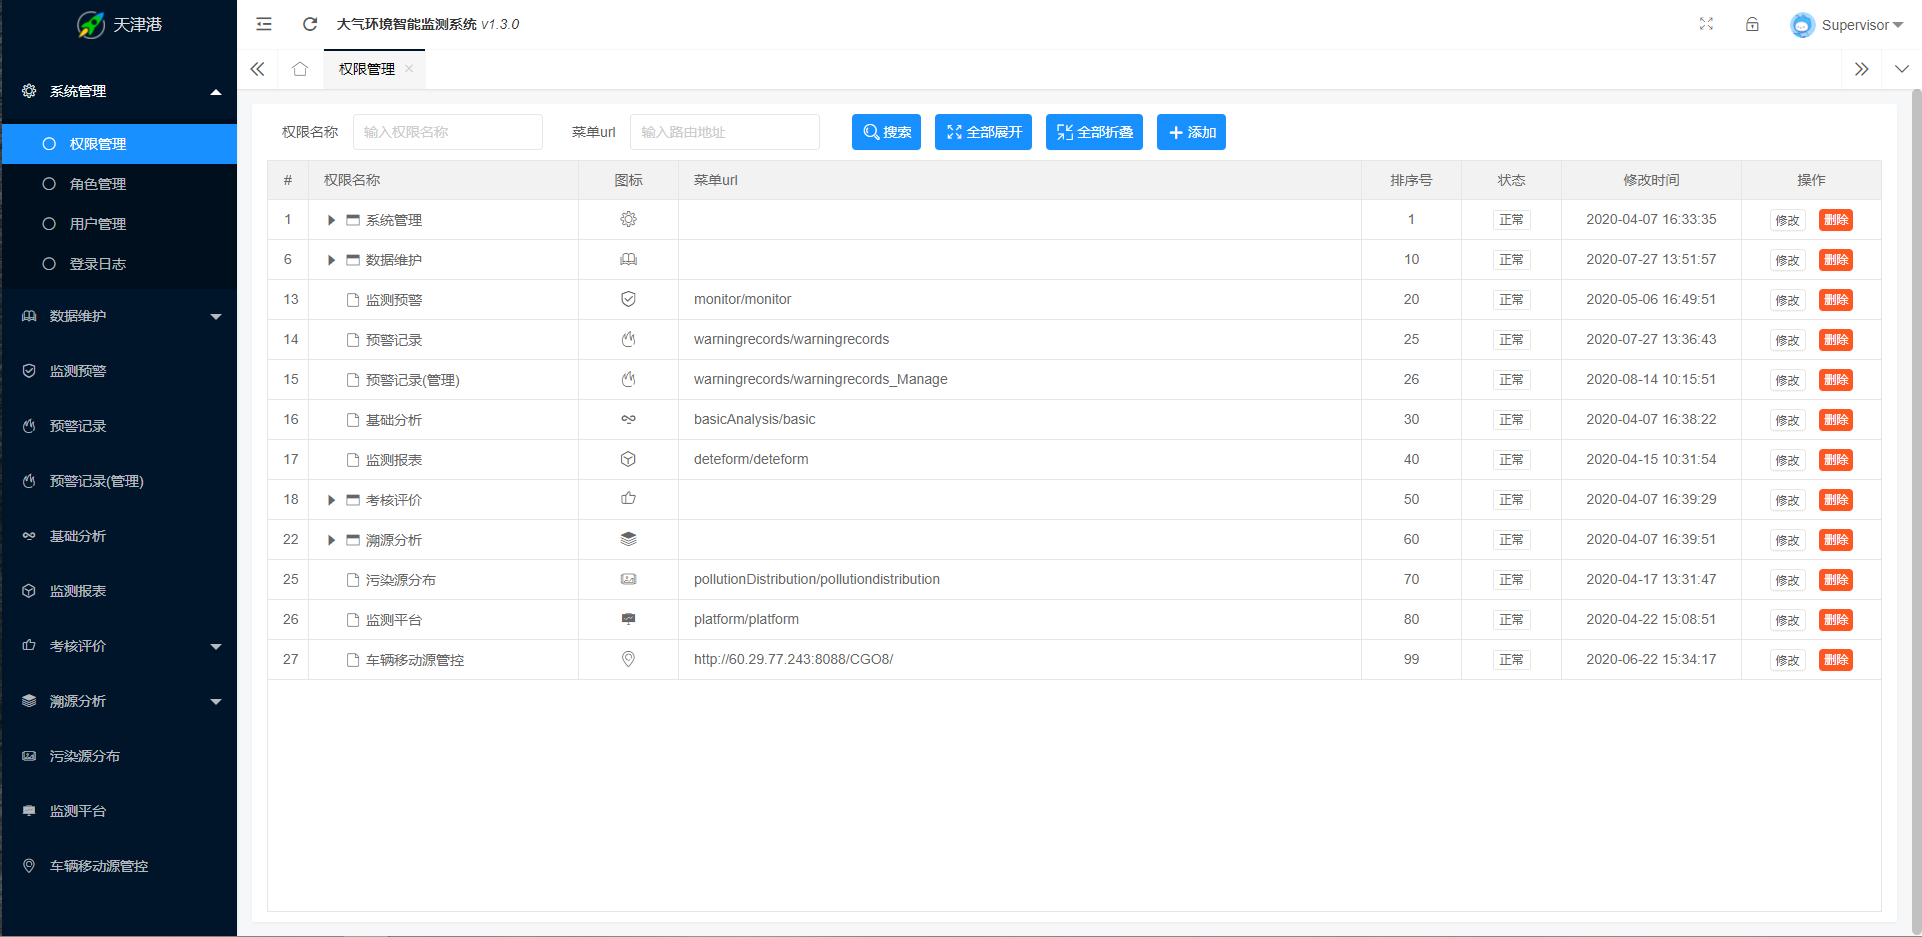 天津港
大气环境智能监测系统 v1.3.0
Supervisor
系统管理
权限管理
角色管理
用户管理
登录日志
数据维护
监测预警
预警记录
预警记录(管理)
基础分析
监测报表
考核评价
溯源分析
污染源分布
监测平台
车辆移动源管控
权限管理
权限名称 输入权限名称 菜单url 输入路由地址 搜索 全部展开 全部折叠 添加
# 权限名称 图标 菜单url 排序号 状态 修改时间 操作
1 系统管理 1 正常 2020-04-07 16:33:35 修改 删除
6 数据维护 10 正常 2020-07-27 13:51:57 修改 删除
13 监测预警 monitor/monitor 20 正常 2020-05-06 16:49:51 修改 删除
14 预警记录 warningrecords/warningrecords 25 正常 2020-07-27 13:36:43 修改 删除
15 预警记录(管理) warningrecords/warningrecords_Manage 26 正常 2020-08-14 10:15:51 修改 删除
16 基础分析 basicAnalysis/basic 30 正常 2020-04-07 16:38:22 修改 删除
17 监测报表 deteform/deteform 40 正常 2020-04-15 10:31:54 修改 删除
18 考核评价 50 正常 2020-04-07 16:39:29 修改 删除
22 溯源分析 60 正常 2020-04-07 16:39:51 修改 删除
25 污染源分布 pollutionDistribution/pollutiondistribution 70 正常 2020-04-17 13:31:47 修改 删除
26 监测平台 platform/platform 80 正常 2020-04-22 15:08:51 修改 删除
27 车辆移动源管控 http://60.29.77.243:8088/CGO8/ 99 正常 2020-06-22 15:34:17 修改 删除